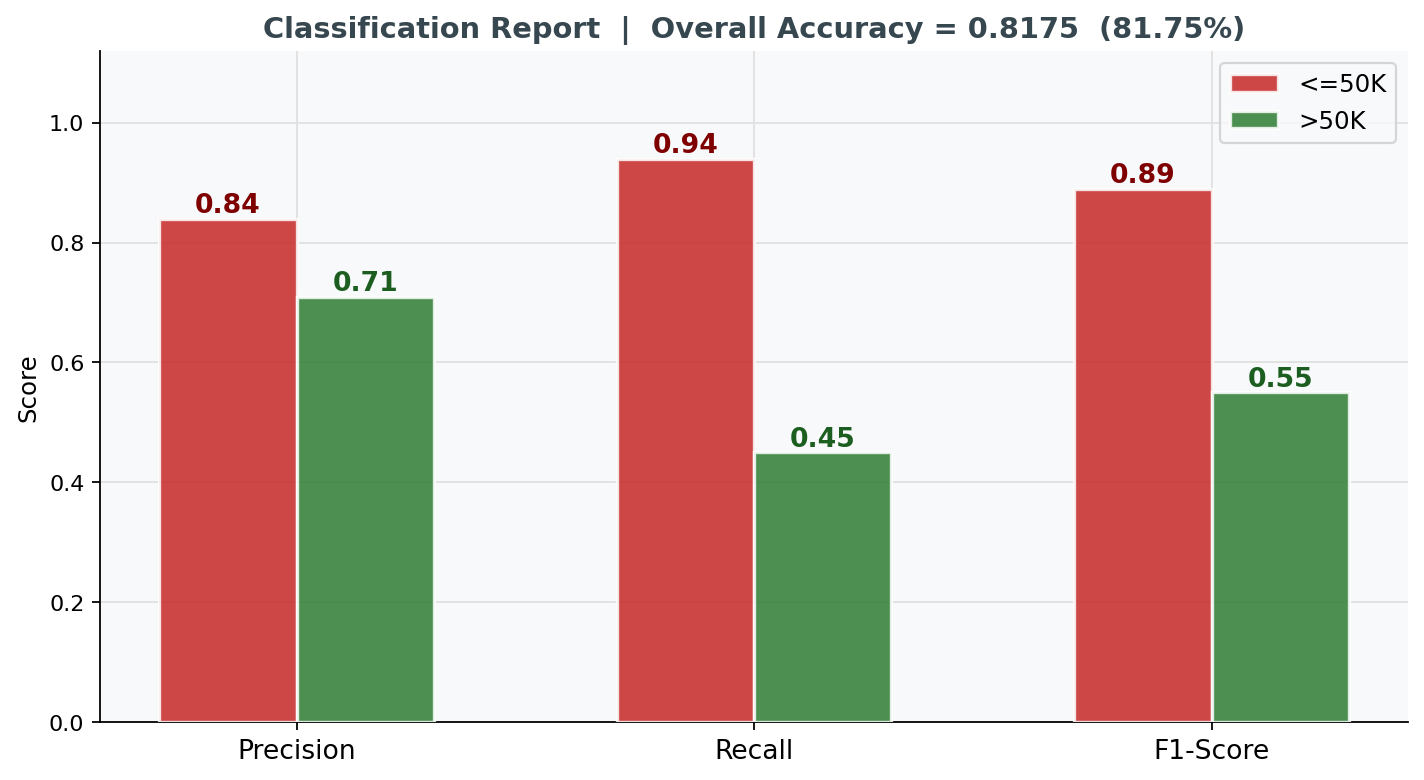 Classification Report | Overall Accuracy = 0.8175 (81.75%)
<=50K
>50K
Score
1.0
0.8
0.6
0.4
0.2
0.0
0.84
0.71
0.94
0.45
0.89
0.55
Precision
Recall
F1-Score